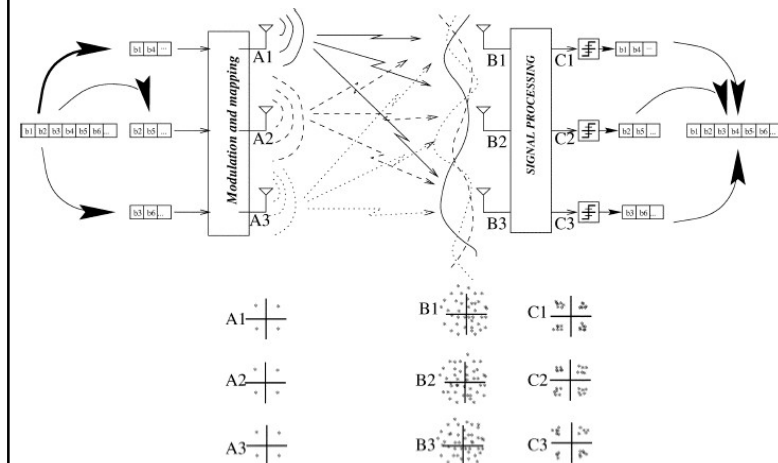 b1 b4 ...
A1
B1
C1
b1 b4 ...
b1 b2 b3 b4 b5 b6 ...
b2 b5 ...
Modulation and mapping
A2
B2
SIGNAL PROCESSING
C2
b2 b5 ...
b1 b2 b3 b4 b5 b6 ...
b3 b6 ...
A3
B3
C3
b3 b6 ...
A1
B1
C1
A2
B2
C2
A3
B3
C3